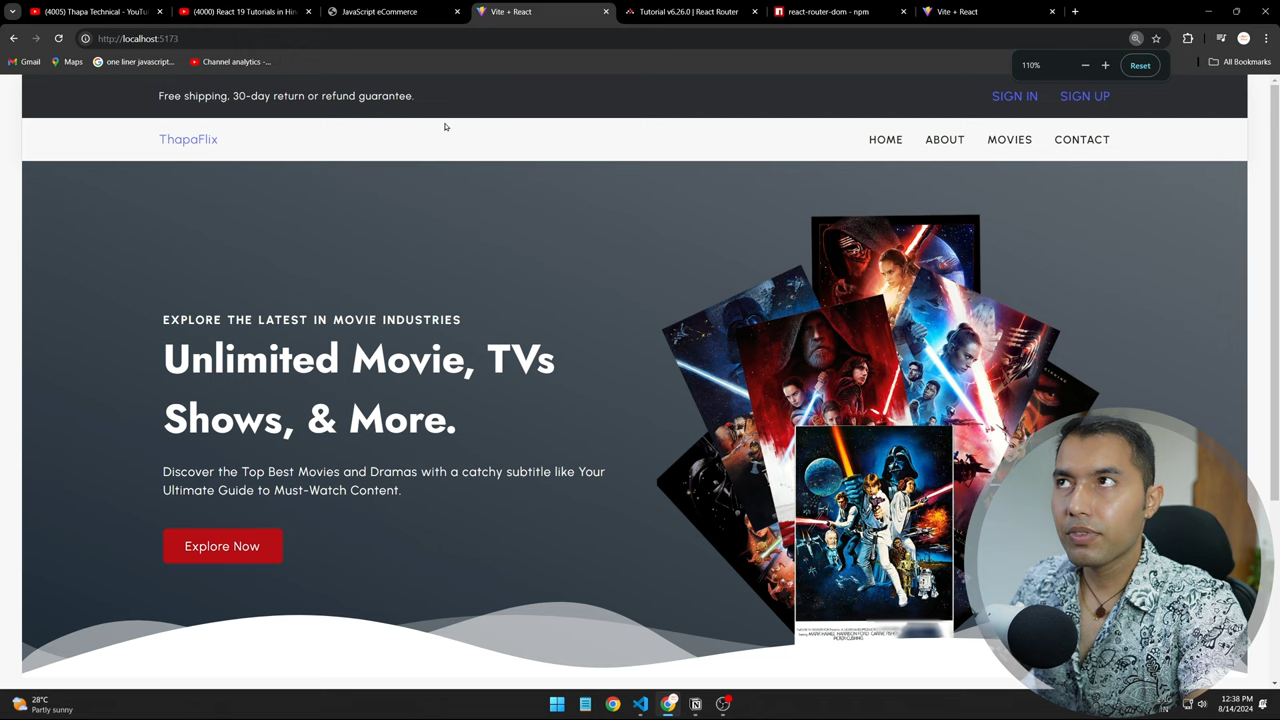 (4005) Thapa Technical - YouTu
(4000) React 19 Tutorials in Hin
JavaScript eCommerce
Vite + React
Tutorial v6.26.0 | React Router
react-router-dom - npm
Vite + React
http://localhost:5173
Gmail
Maps
one liner javascript...
Channel analytics -...
All Bookmarks
110%
Reset
Free shipping, 30-day return or refund guarantee.
SIGN IN
SIGN UP
ThapaFlix
HOME
ABOUT
MOVIES
CONTACT
EXPLORE THE LATEST IN MOVIE INDUSTRIES
Unlimited Movie, TVs
Shows, & More.
Discover the Top Best Movies and Dramas with a catchy subtitle like Your
Ultimate Guide to Must-Watch Content.
Explore Now
28°C
Partly sunny
IN
12:38 PM
8/14/2024